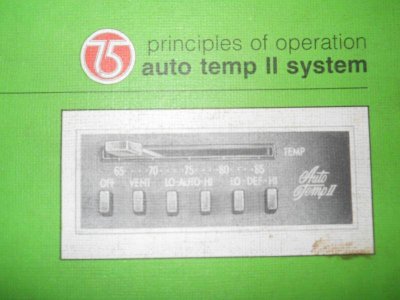 75
principles of operation
auto temp II system
65 70 75 80 85 TEMP
OFF VENT LO-AUTO-HI LO-DEF-HI
Auto
Temp II